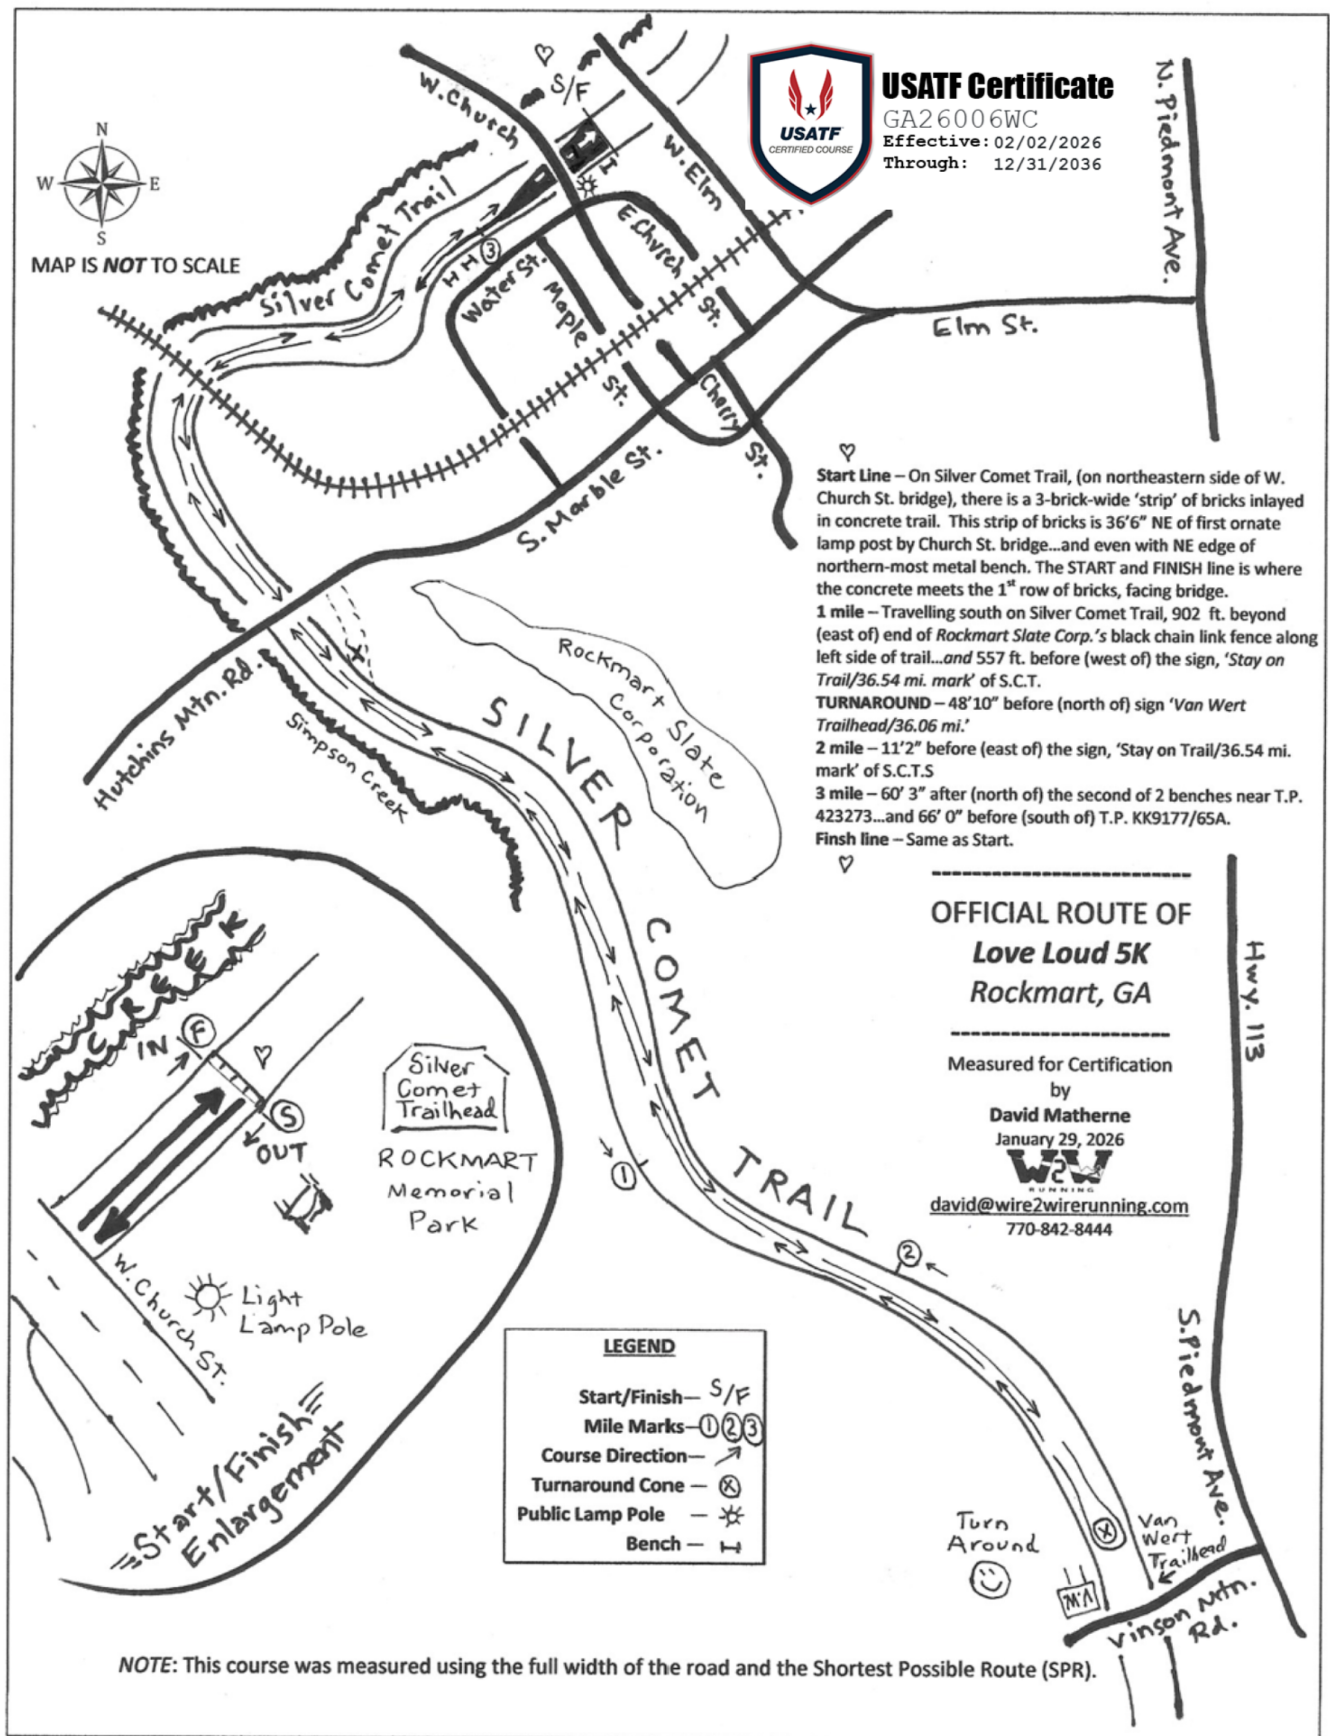 W. Church
S/F
W. Elm
USATF
CERTIFIED COURSE
USATF Certificate
GA26006WC
Effective: 02/02/2026
Through: 12/31/2036
N. Piedmont Ave.
N
W E
S
MAP IS NOT TO SCALE
Silver Comet Trail
3
Water St.
E. Church St.
Maple St.
Elm St.
Cherry St.
S. Marble St.
Hutchins Mtn. Rd.
Simpson Creek
Rockmart Slate
Corporation
SILVER COMET TRAIL
Start Line – On Silver Comet Trail, (on northeastern side of W.
Church St. bridge), there is a 3-brick-wide ‘strip’ of bricks inlayed
in concrete trail. This strip of bricks is 36’6” NE of first ornate
lamp post by Church St. bridge...and even with NE edge of
northern-most metal bench. The START and FINISH line is where
the concrete meets the 1st row of bricks, facing bridge.
1 mile – Travelling south on Silver Comet Trail, 902 ft. beyond
(east of) end of Rockmart Slate Corp.’s black chain link fence along
left side of trail...and 557 ft. before (west of) the sign, ‘Stay on
Trail/36.54 mi. mark’ of S.C.T.
TURNAROUND – 48’10” before (north of) sign ‘Van Wert
Trailhead/36.06 mi.’
2 mile – 11’2” before (east of) the sign, ‘Stay on Trail/36.54 mi.
mark’ of S.C.T.S
3 mile – 60’ 3” after (north of) the second of 2 benches near T.P.
423273...and 66’ 0” before (south of) T.P. KK9177/65A.
Finsh line – Same as Start.
OFFICIAL ROUTE OF
Love Loud 5K
Rockmart, GA
Measured for Certification
by
David Matherne
January 29, 2026
W2W
RUNNING
david@wire2wirerunning.com
770-842-8444
Hwy. 113
S. Piedmont Ave.
1
2
CREEK
IN
F
S
OUT
Silver
Comet
Trailhead
ROCKMART
Memorial
Park
W. Church St.
Light
Lamp Pole
Start/Finish
Enlargement
LEGEND
Start/Finish— S/F
Mile Marks—1 2 3
Course Direction—
Turnaround Cone — X
Public Lamp Pole —
Bench —
Turn
Around
X
Van
Wert
Trailhead
V.W.
Vinson Mtn.
Rd.
NOTE: This course was measured using the full width of the road and the Shortest Possible Route (SPR).